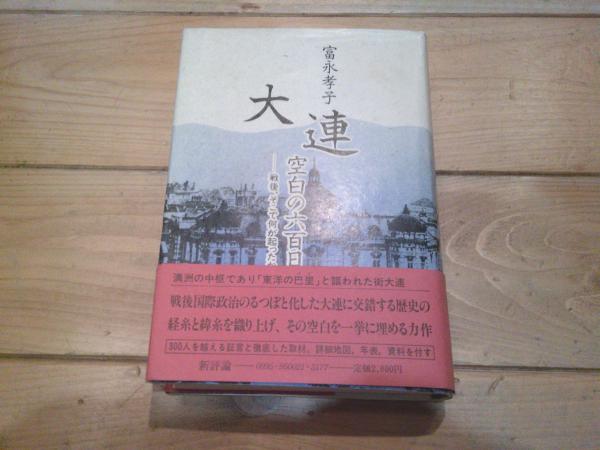 富永孝子
大連
空白の六百日
戦後、そこで何が起ったか
満洲の中枢であり「東洋の巴里」と謳われた街大連
戦後国際政治のるつぼと化した大連に交錯する歴史の
経糸と緯糸を織り上げ、その空白を一挙に埋める力作
300人を越える証言と徹底した取材。詳細地図、年表、資料を付す
新評論――0095-860021-3177――定価2,800円